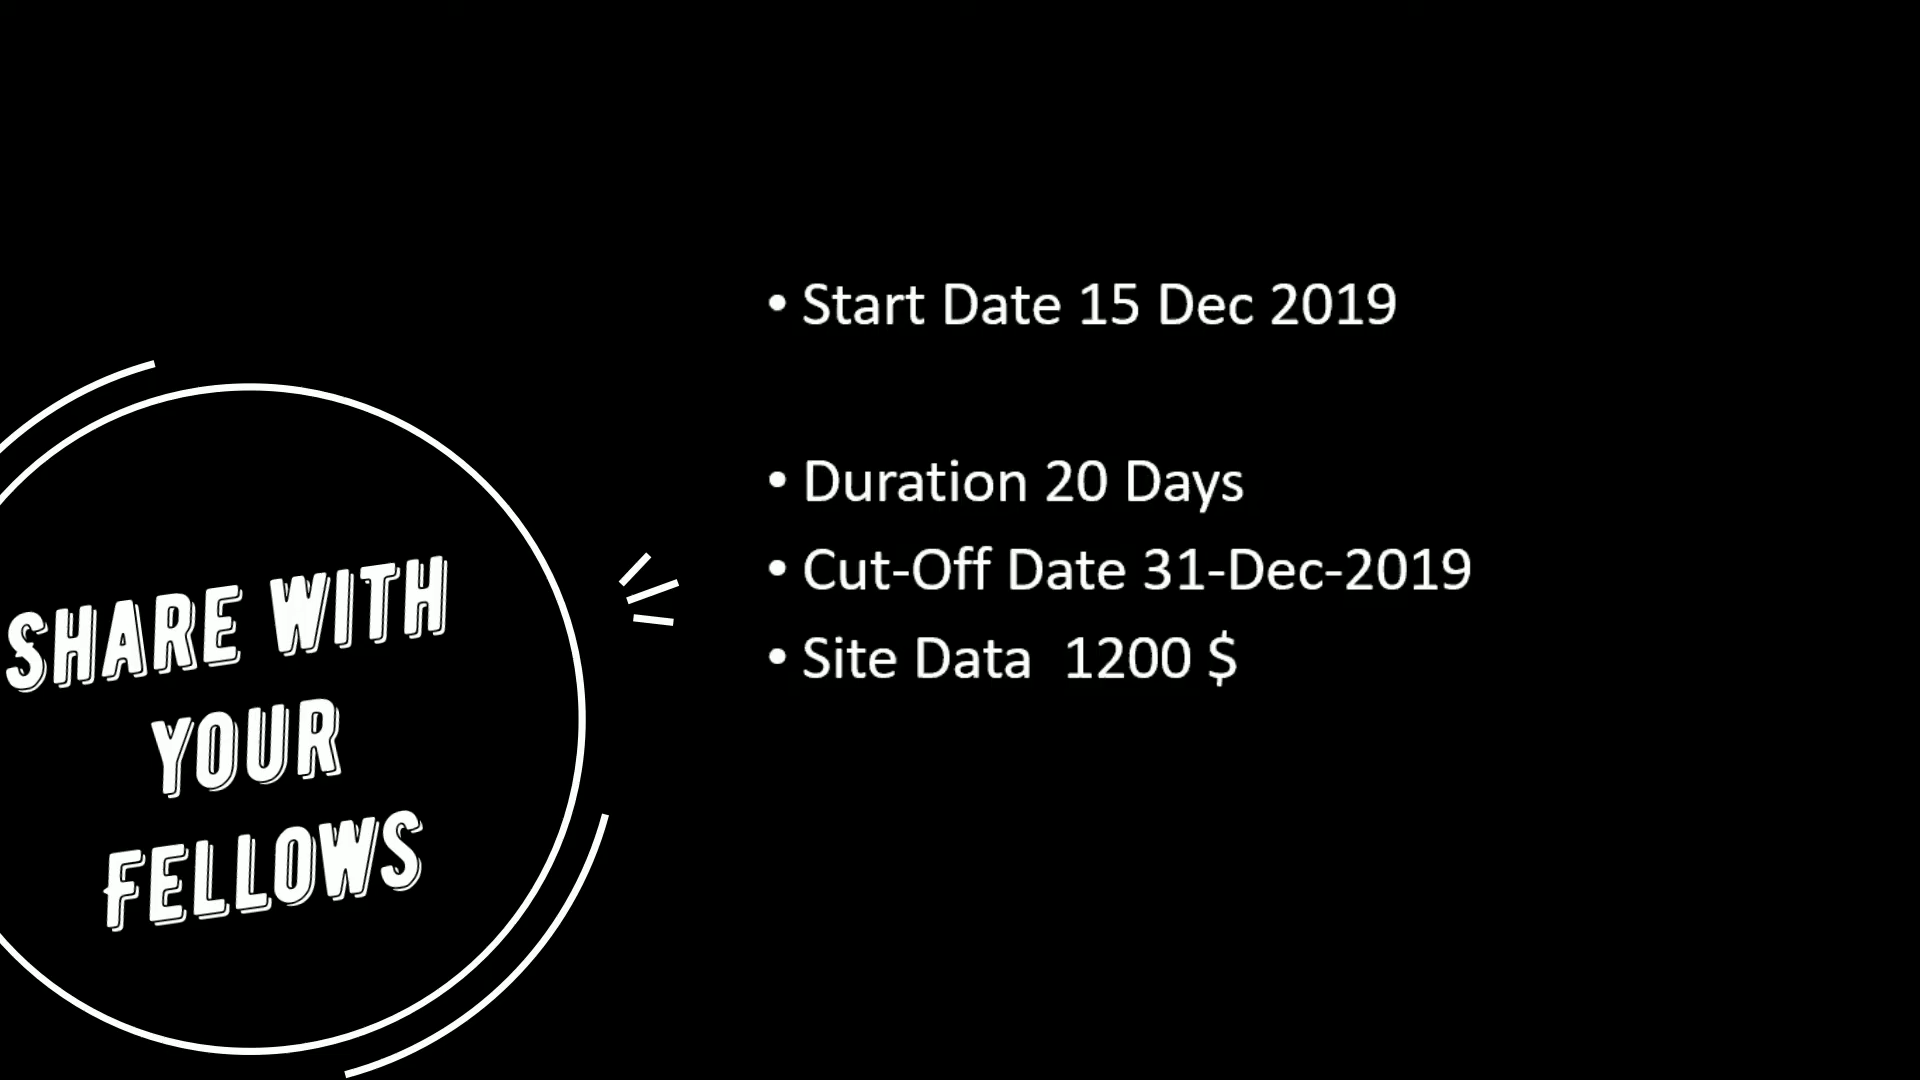 • Start Date 15 Dec 2019
• Duration 20 Days
• Cut-Off Date 31-Dec-2019
• Site Data  1200 $
SHARE WITH
YOUR
FELLOWS